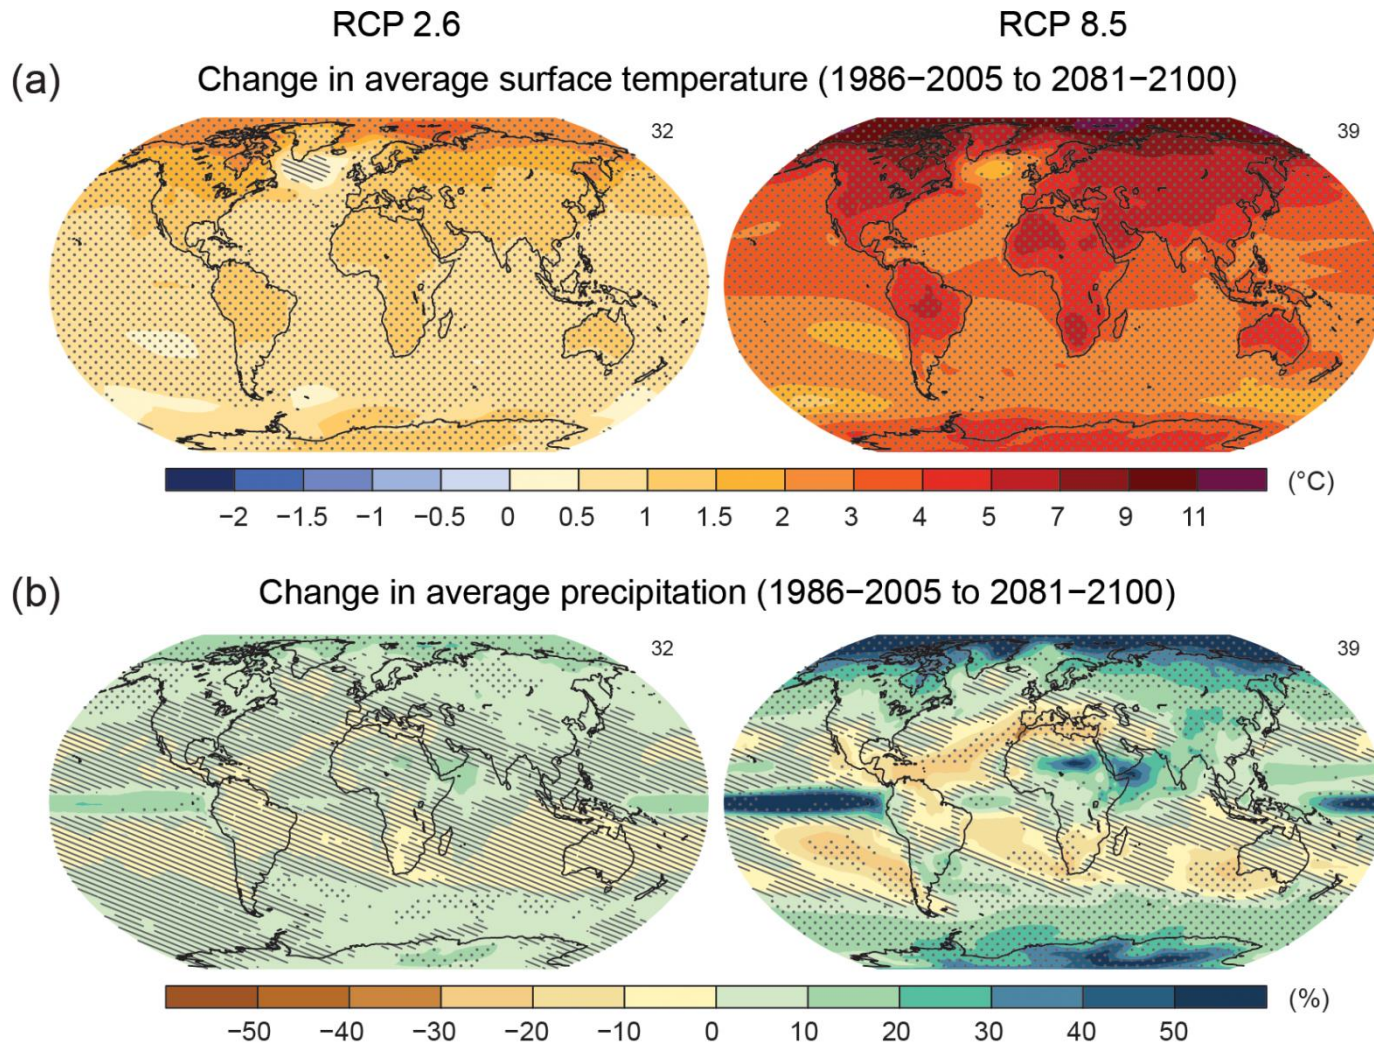 RCP 2.6 RCP 8.5
(a) Change in average surface temperature (1986−2005 to 2081−2100)
32 39
−2 −1.5 −1 −0.5 0 0.5 1 1.5 2 3 4 5 7 9 11 (°C)
(b) Change in average precipitation (1986−2005 to 2081−2100)
32 39
−50 −40 −30 −20 −10 0 10 20 30 40 50 (%)